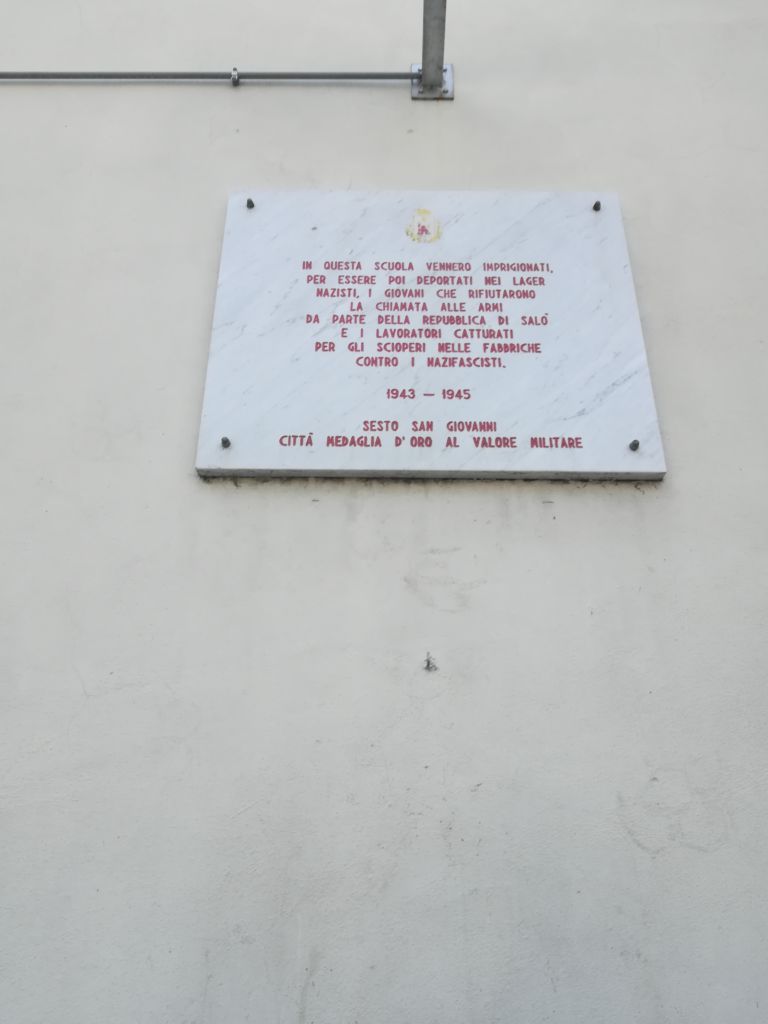 IN QUESTA SCUOLA VENNERO IMPRIGIONATI,
PER ESSERE POI DEPORTATI NEI LAGER
NAZISTI, I GIOVANI CHE RIFIUTARONO
LA CHIAMATA ALLE ARMI
DA PARTE DELLA REPUBBLICA DI SALÒ
E I LAVORATORI CATTURATI
PER GLI SCIOPERI NELLE FABBRICHE
CONTRO I NAZIFASCISTI.
1943 — 1945
SESTO SAN GIOVANNI
CITTÀ MEDAGLIA D'ORO AL VALORE MILITARE